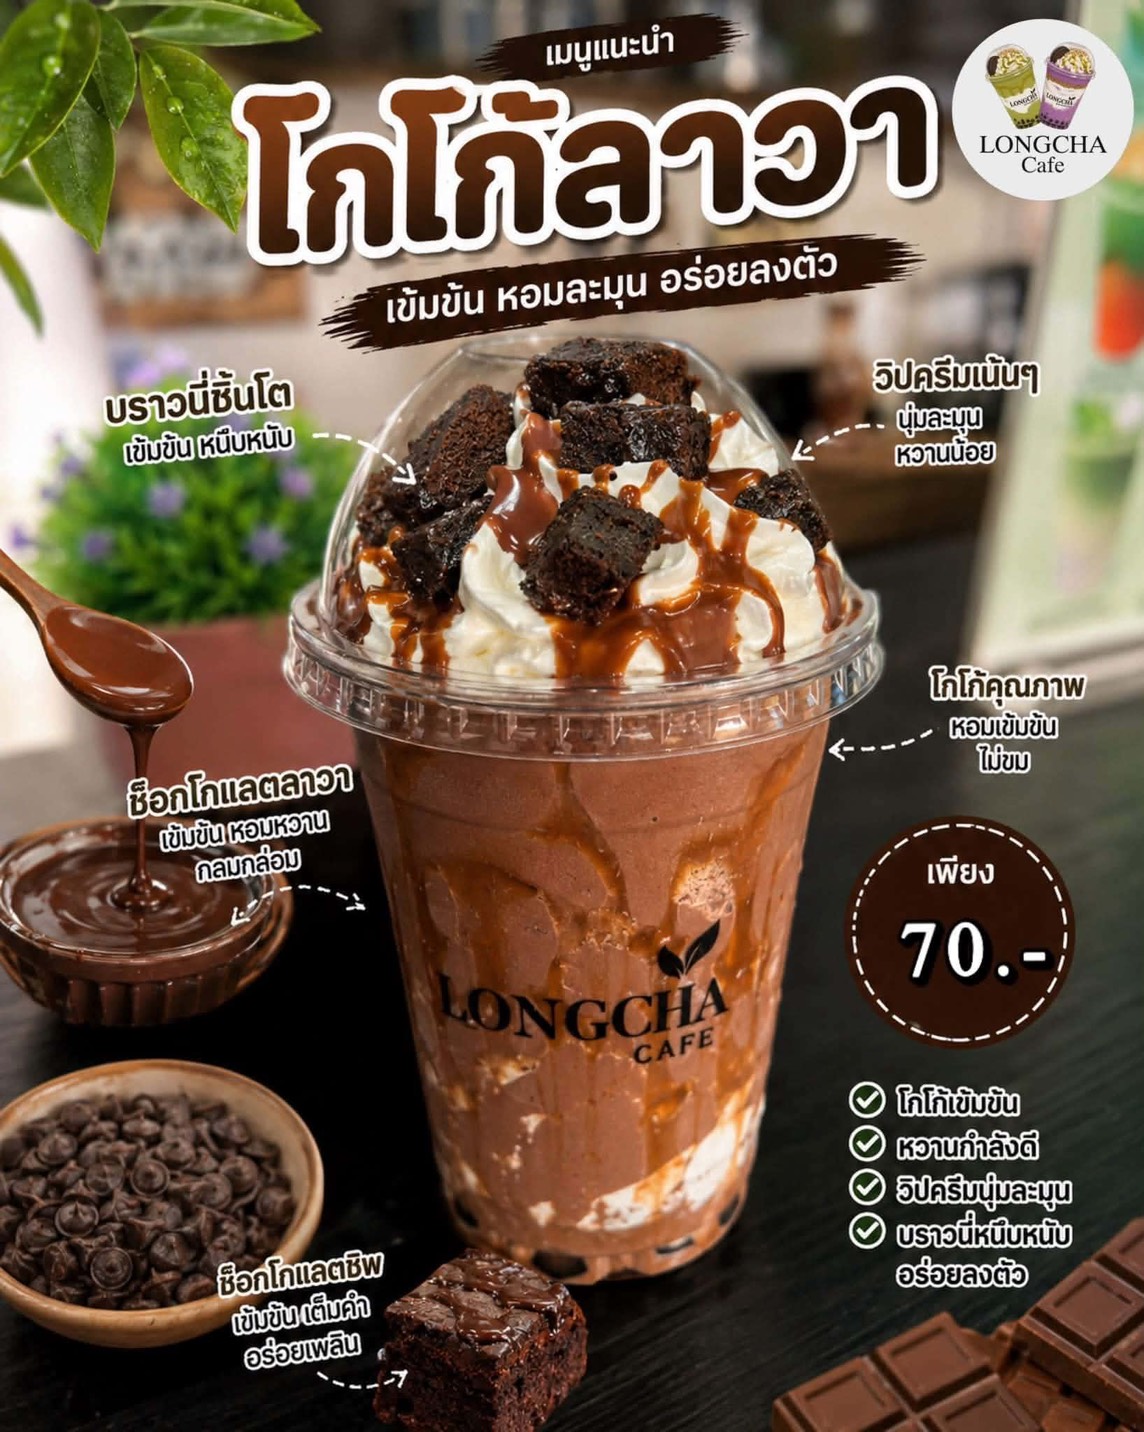 เมนูแนะนำ
โกโก้ลาวา
เข้มข้น หอมละมุน อร่อยลงตัว
LONGCHA
Cafe
บราวนี่ชิ้นโต
เข้มข้น หนึบหนับ
วิปครีมเน้นๆ
นุ่มละมุน
หวานน้อย
โกโก้คุณภาพ
หอมเข้มข้น
ไม่ขม
ช็อกโกแลตลาวา
เข้มข้น หอมหวาน
กลมกล่อม
เพียง
70.-
LONGCHA
CAFE
โกโก้เข้มข้น
หวานกำลังดี
วิปครีมนุ่มละมุน
บราวนี่หนึบหนับ
อร่อยลงตัว
ช็อกโกแลตชิพ
เข้มข้น เต็มคำ
อร่อยเพลิน